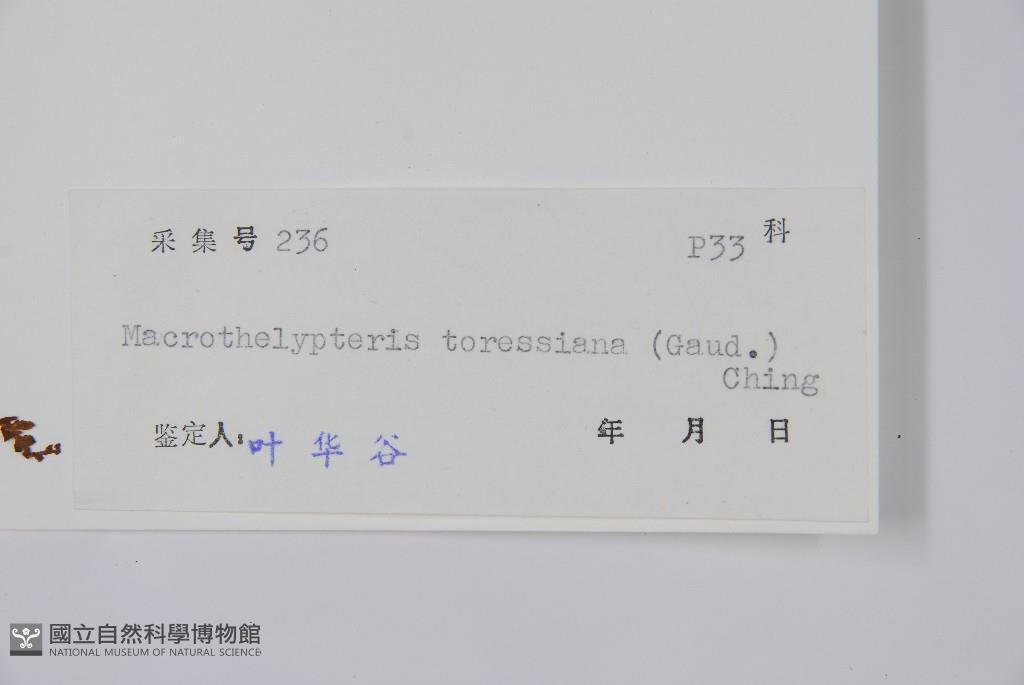 采集号 236 P33 科
Macrothelypteris toressiana (Gaud.)
Ching
鉴定人: 叶华谷 年 月 日
國立自然科學博物館
NATIONAL MUSEUM OF NATURAL SCIENCE